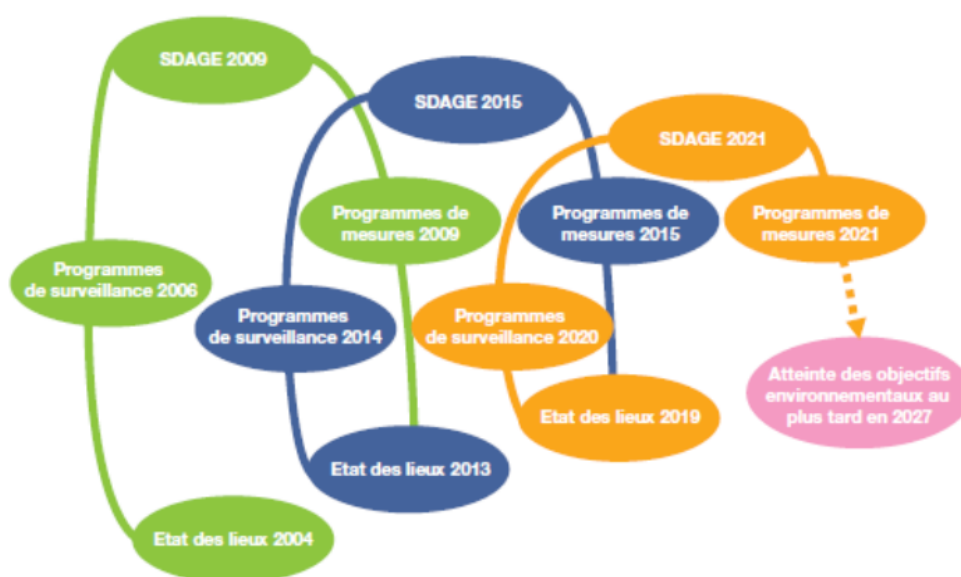 SDAGE 2009
SDAGE 2015
SDAGE 2021
Programmes de
mesures 2009
Programmes de
mesures 2015
Programmes de
mesures 2021
Programmes
de surveillance 2006
Programmes
de surveillance 2014
Programmes
de surveillance 2020
Atteinte des objectifs
environnementaux au
plus tard en 2027
Etat des lieux 2019
Etat des lieux 2013
Etat des lieux 2004